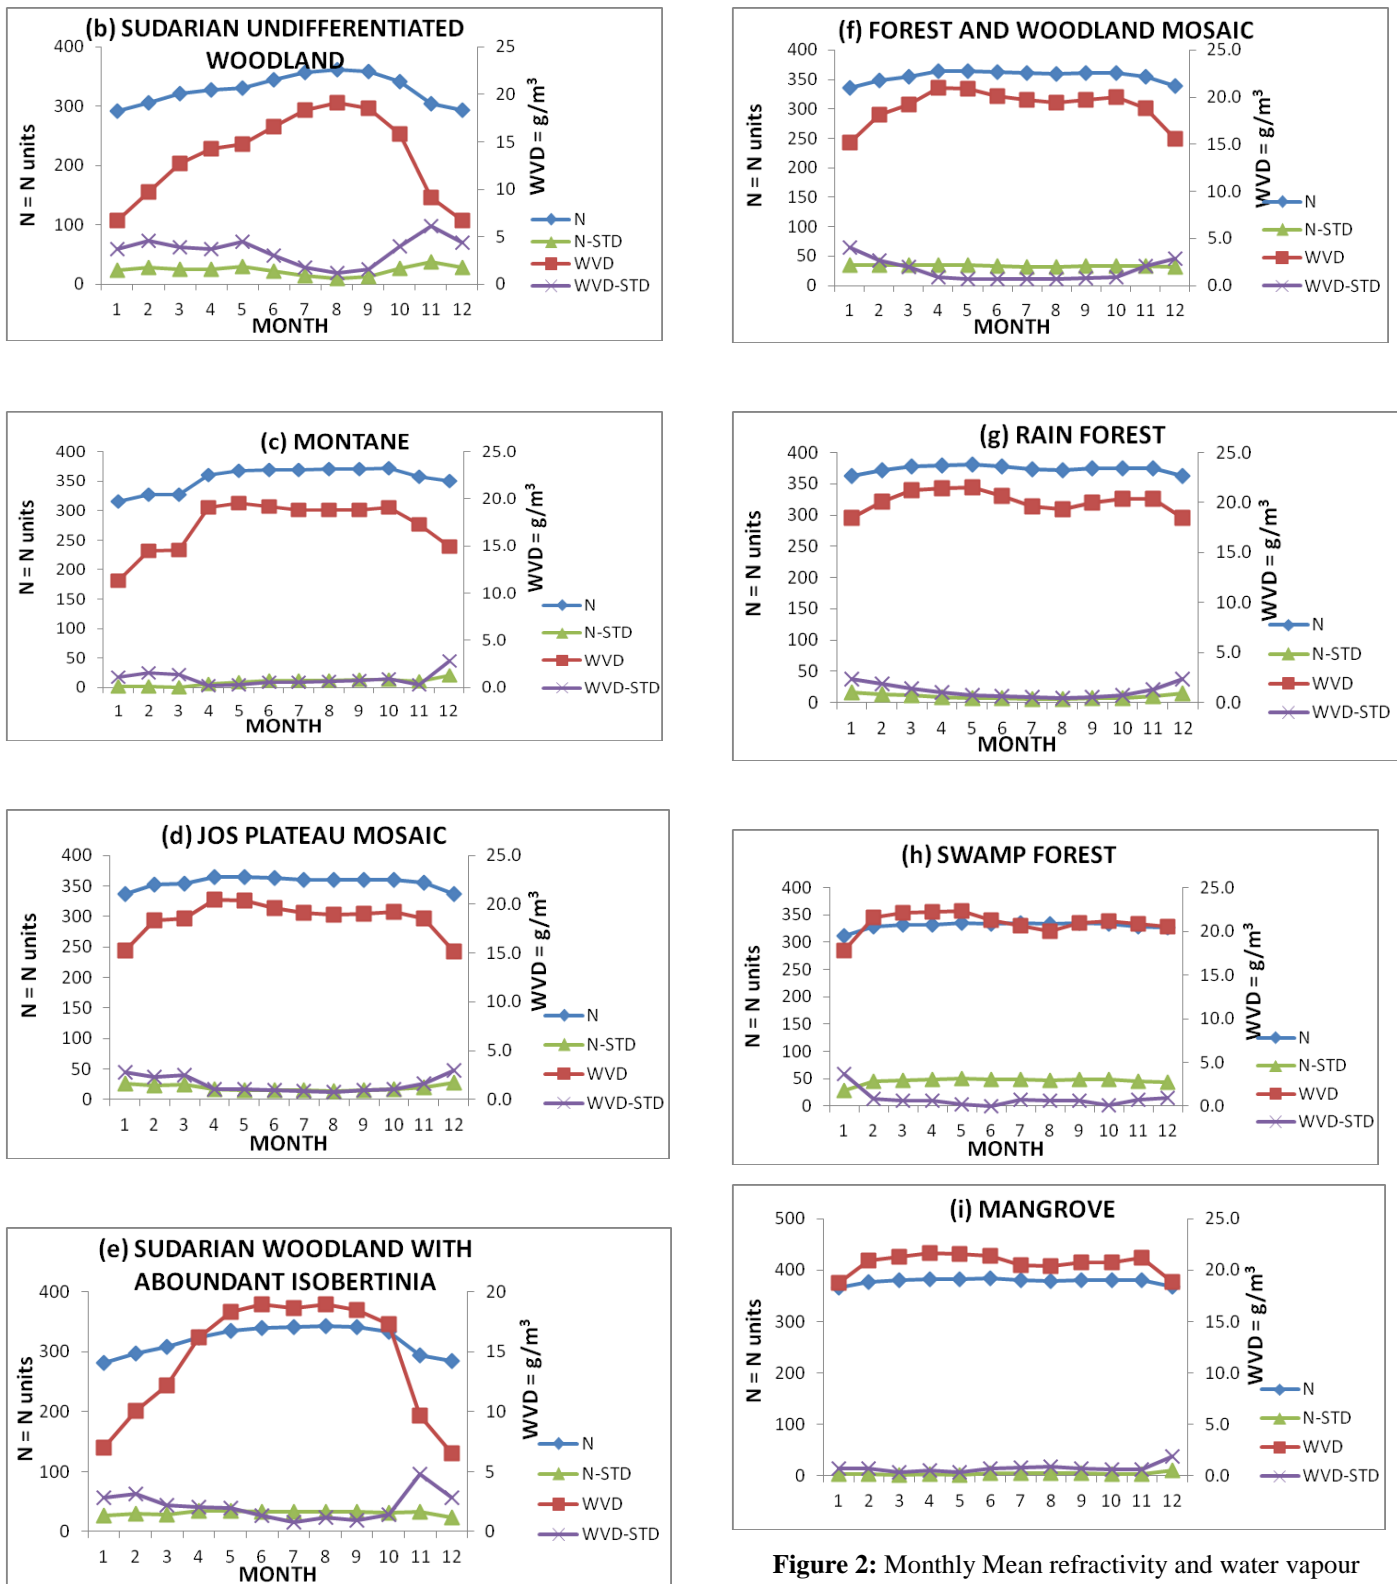 (b) SUDARIAN UNDIFFERENTIATED
WOODLAND
400
300
200
100
0
N = N units
25
20
15
10
5
0
WVD = g/m³
1 2 3 4 5 6 7 8 9 10 11 12
MONTH
N
N-STD
WVD
WVD-STD
(c) MONTANE
400
350
300
250
200
150
100
50
0
N = N units
25.0
20.0
15.0
10.0
5.0
0.0
WVD = g/m³
1 2 3 4 5 6 7 8 9 10 11 12
MONTH
N
N-STD
WVD
WVD-STD
(d) JOS PLATEAU MOSAIC
400
350
300
250
200
150
100
50
0
N = N units
25.0
20.0
15.0
10.0
5.0
0.0
WVD = g/m³
1 2 3 4 5 6 7 8 9 10 11 12
MONTH
N
N-STD
WVD
WVD-STD
(e) SUDARIAN WOODLAND WITH
ABOUNDANT ISOBERTINIA
400
300
200
100
0
N = N units
20
15
10
5
0
WVD = g/m³
1 2 3 4 5 6 7 8 9 10 11 12
MONTH
N
N-STD
WVD
WVD-STD
(f) FOREST AND WOODLAND MOSAIC
400
350
300
250
200
150
100
50
0
N = N units
25.0
20.0
15.0
10.0
5.0
0.0
WVD = g/m³
1 2 3 4 5 6 7 8 9 10 11 12
MONTH
N
N-STD
WVD
WVD-STD
(g) RAIN FOREST
400
350
300
250
200
150
100
50
0
N = N units
25.0
20.0
15.0
10.0
5.0
0.0
WVD = g/m³
1 2 3 4 5 6 7 8 9 10 11 12
MONTH
N
N-STD
WVD
WVD-STD
(h) SWAMP FOREST
400
350
300
250
200
150
100
50
0
N = N units
25.0
20.0
15.0
10.0
5.0
0.0
WVD = g/m³
1 2 3 4 5 6 7 8 9 10 11 12
MONTH
N
N-STD
WVD
WVD-STD
(i) MANGROVE
500
400
300
200
100
0
N = N units
25.0
20.0
15.0
10.0
5.0
0.0
WVD = g/m³
1 2 3 4 5 6 7 8 9 10 11 12
MONTH
N
N-STD
WVD
WVD-STD
Figure 2: Monthly Mean refractivity and water vapour